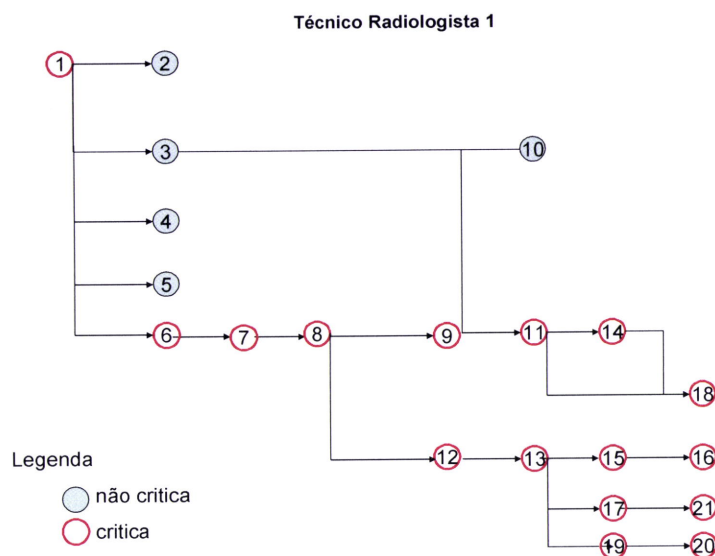 Técnico Radiologista 1
1 2
3 10
4
5
6 7 8 9 11 14
18
12 13 15 16
Legenda
não critica
17 21
critica
19 20